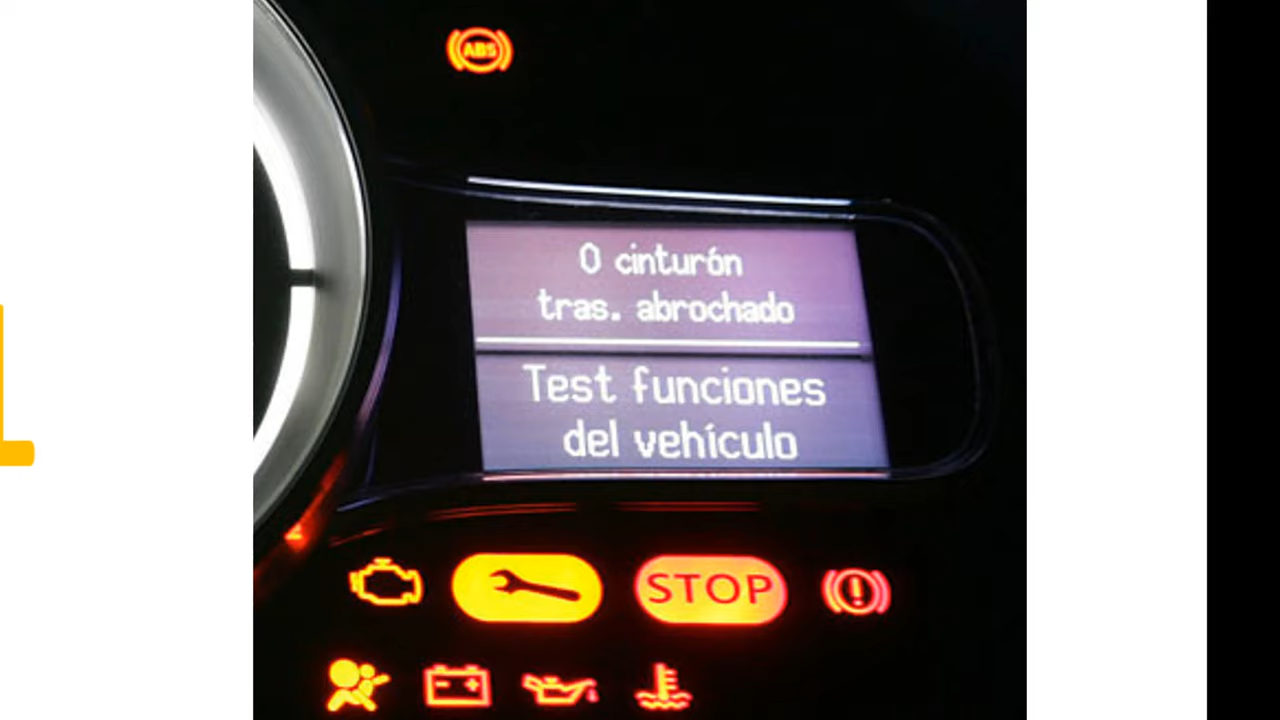 ABS
0 cinturón
tras. abrochado
Test funciones
del vehículo
STOP